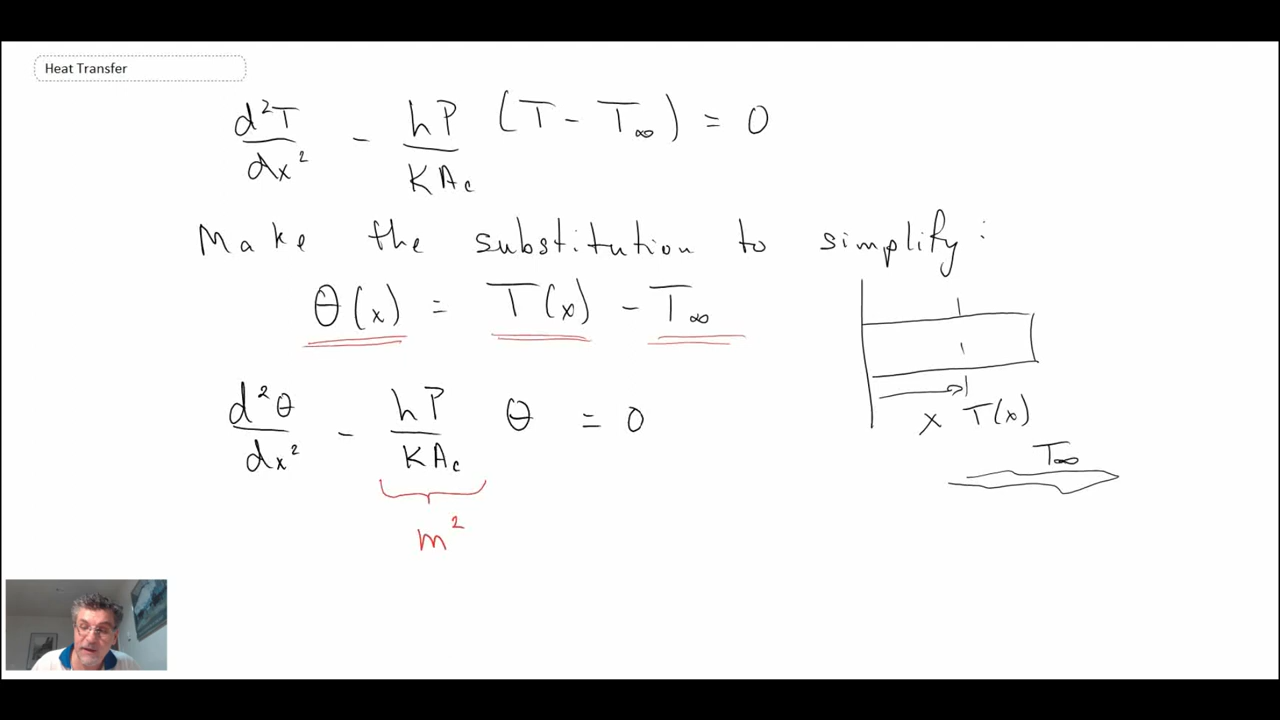 Heat Transfer
d²T/dx² - hP/KAc (T - T∞) = 0
Make the substitution to simplify:
θ(x) = T(x) - T∞
d²θ/dx² - hP/KAc θ = 0
m²
x T(x)
T∞